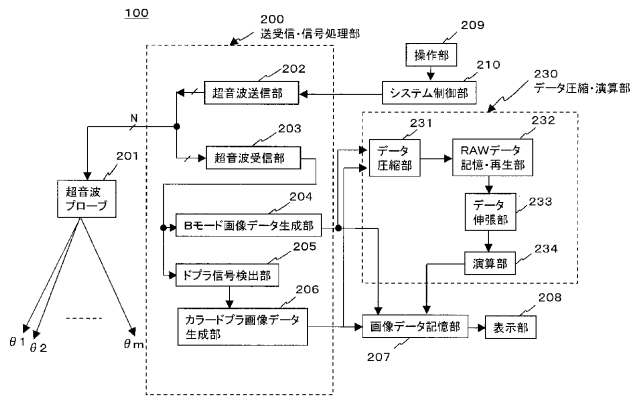 100
200
送受信・信号処理部
209
操作部
202
超音波送信部
210
システム制御部
230
データ圧縮・演算部
N
203
超音波受信部
231
データ
圧縮部
232
RAWデータ
記憶・再生部
201
超音波
プローブ
204
Bモード画像データ生成部
233
データ
伸張部
205
ドプラ信号検出部
234
演算部
206
カラードプラ画像データ
生成部
画像データ記憶部
207
208
表示部
θ1
θ2
θm